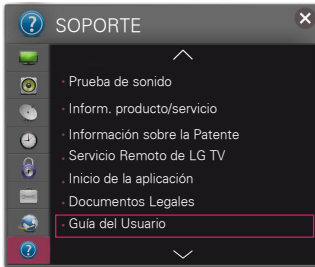 SOPORTE
• Prueba de sonido
• Inform. producto/servicio
• Información sobre la Patente
• Servicio Remoto de LG TV
• Inicio de la aplicación
• Documentos Legales
• Guía del Usuario